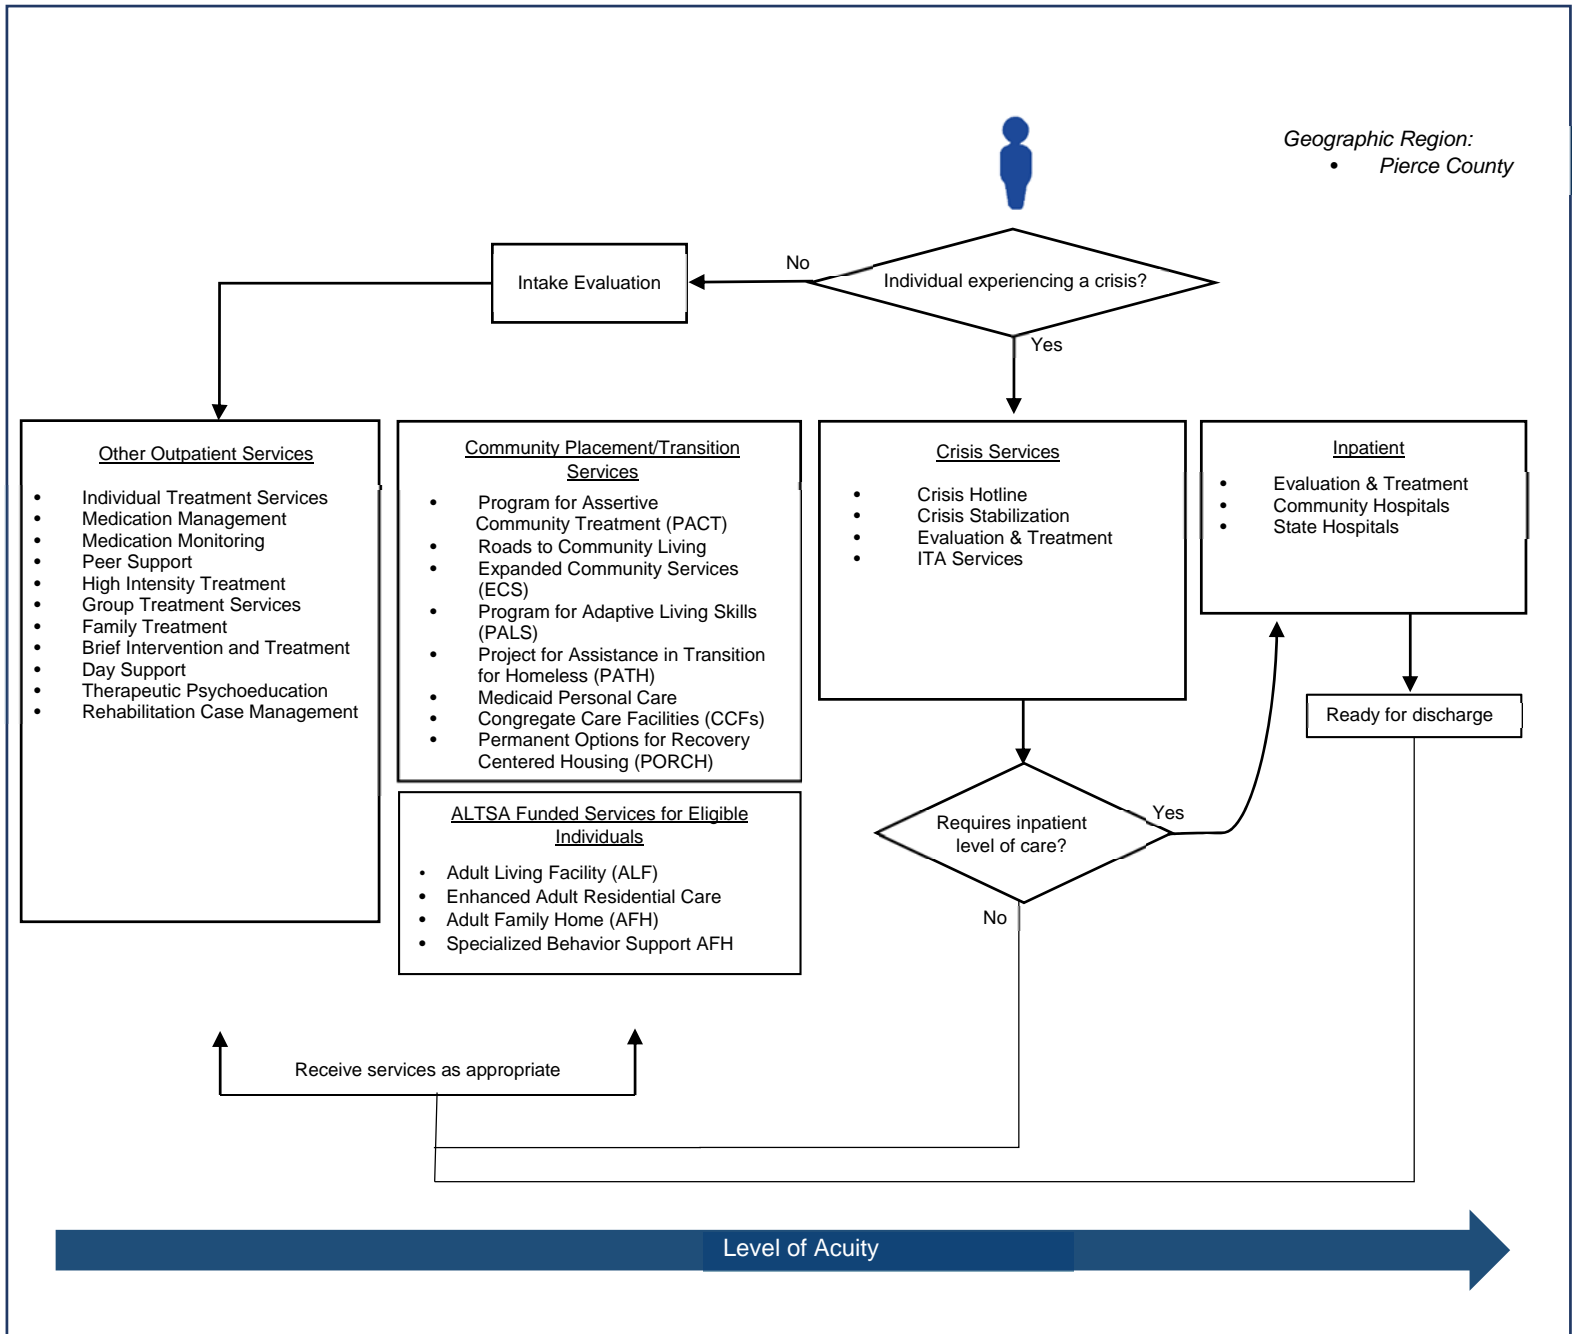 Geographic Region:
• Pierce County
Individual experiencing a crisis?
No
Intake Evaluation
Yes
Other Outpatient Services
• Individual Treatment Services
• Medication Management
• Medication Monitoring
• Peer Support
• High Intensity Treatment
• Group Treatment Services
• Family Treatment
• Brief Intervention and Treatment
• Day Support
• Therapeutic Psychoeducation
• Rehabilitation Case Management
Community Placement/Transition
Services
• Program for Assertive
Community Treatment (PACT)
• Roads to Community Living
• Expanded Community Services
(ECS)
• Program for Adaptive Living Skills
(PALS)
• Project for Assistance in Transition
for Homeless (PATH)
• Medicaid Personal Care
• Congregate Care Facilities (CCFs)
• Permanent Options for Recovery
Centered Housing (PORCH)
ALTSA Funded Services for Eligible
Individuals
• Adult Living Facility (ALF)
• Enhanced Adult Residential Care
• Adult Family Home (AFH)
• Specialized Behavior Support AFH
Crisis Services
• Crisis Hotline
• Crisis Stabilization
• Evaluation & Treatment
• ITA Services
Inpatient
• Evaluation & Treatment
• Community Hospitals
• State Hospitals
Ready for discharge
Requires inpatient
level of care?
Yes
No
Receive services as appropriate
Level of Acuity